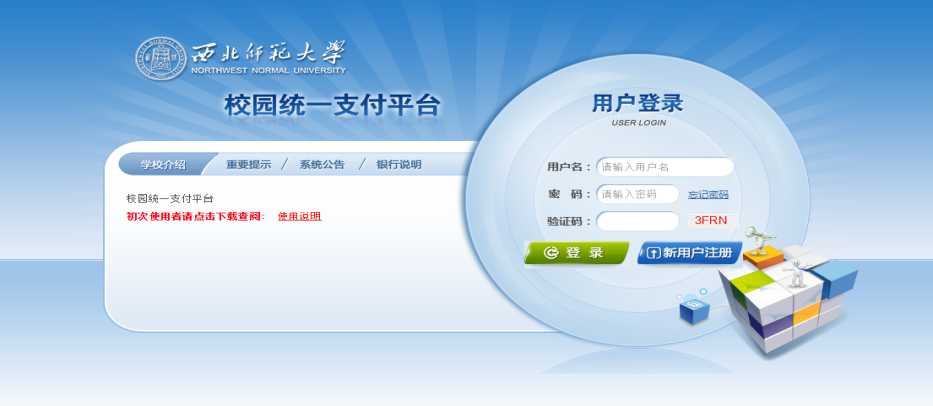 西北师范大学
NORTHWEST NORMAL UNIVERSITY
校园统一支付平台
学校介绍 重要提示 / 系统公告 / 银行说明
校园统一支付平台
初次使用者请点击下载查阅： 使用说明
用户登录
USER LOGIN
用户名： 请输入用户名
密 码： 请输入密码 忘记密码
验证码： 3FRN
登 录 新用户注册